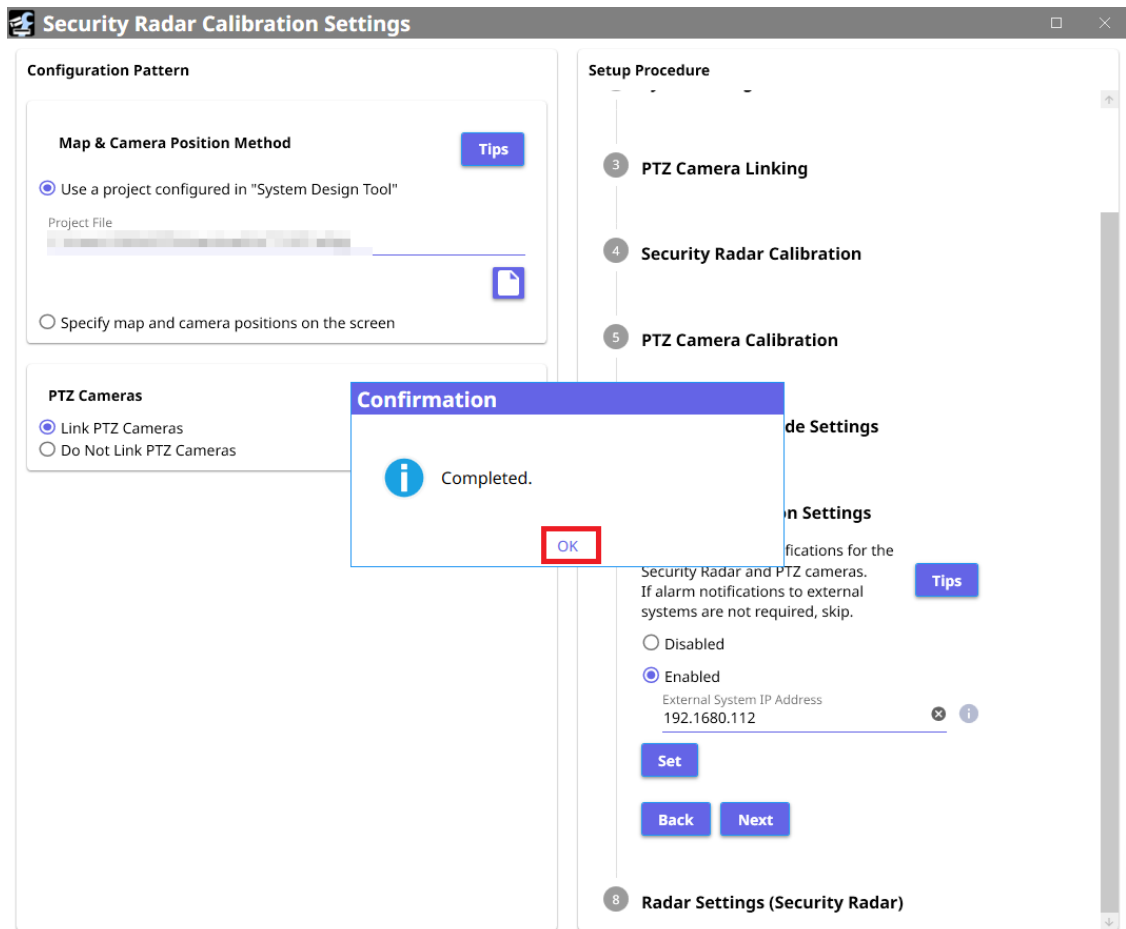 Security Radar Calibration Settings
Configuration Pattern
Map & Camera Position Method
Tips
Use a project configured in "System Design Tool"
Project File
Specify map and camera positions on the screen
PTZ Cameras
Link PTZ Cameras
Do Not Link PTZ Cameras
Setup Procedure
3
PTZ Camera Linking
4
Security Radar Calibration
5
PTZ Camera Calibration
de Settings
n Settings
fications for the
Security Radar and PTZ cameras.
If alarm notifications to external
systems are not required, skip.
Tips
Disabled
Enabled
External System IP Address
192.1680.112
Set
Back
Next
8
Radar Settings (Security Radar)
Confirmation
Completed.
OK